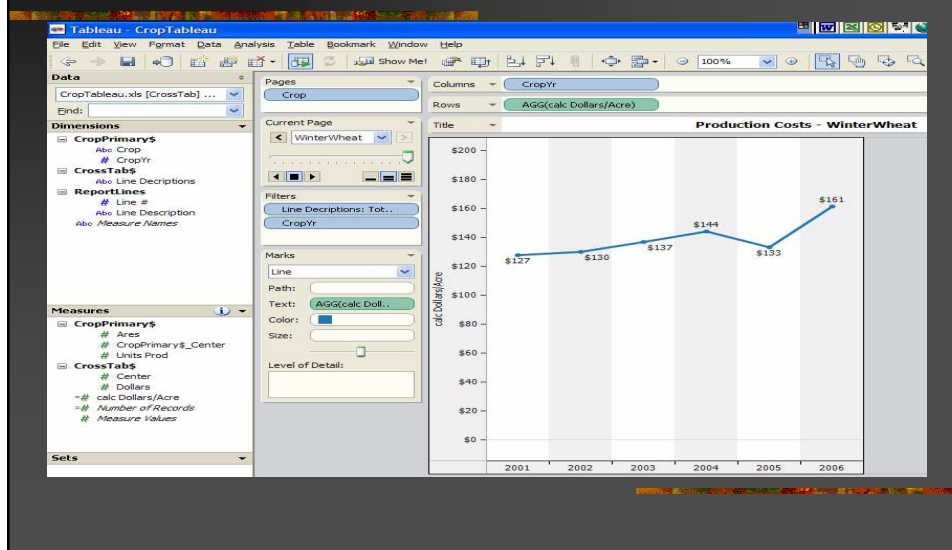 Tableau - CropTableau
File Edit View Format Data Analysis Table Bookmark Window Help
Show Me! 100%
Data
CropTableau.xls [CrossTab] ...
Find:
Dimensions
CropPrimary$
Abc Crop
# CropYr
CrossTab$
Abc Line Decriptions
ReportLines
# Line #
Abc Line Description
Abc Measure Names
Measures
CropPrimary$
# Ares
# CropPrimary$_Center
# Units Prod
CrossTab$
# Center
# Dollars
=# calc Dollars/Acre
=# Number of Records
# Measure Values
Sets
Pages
Crop
Current Page
WinterWheat
Filters
Line Decriptions: Tot..
CropYr
Marks
Line
Path:
Text: AGG(calc Doll..
Color:
Size:
Level of Detail:
Columns CropYr
Rows AGG(calc Dollars/Acre)
Title Production Costs - WinterWheat
calc Dollars/Acre
$200
$180
$160
$140
$120
$100
$80
$60
$40
$20
$0
$127
$130
$137
$144
$133
$161
2001 2002 2003 2004 2005 2006